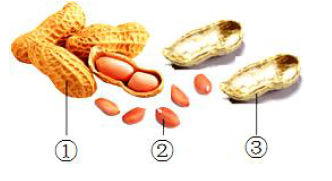 ① ② ③